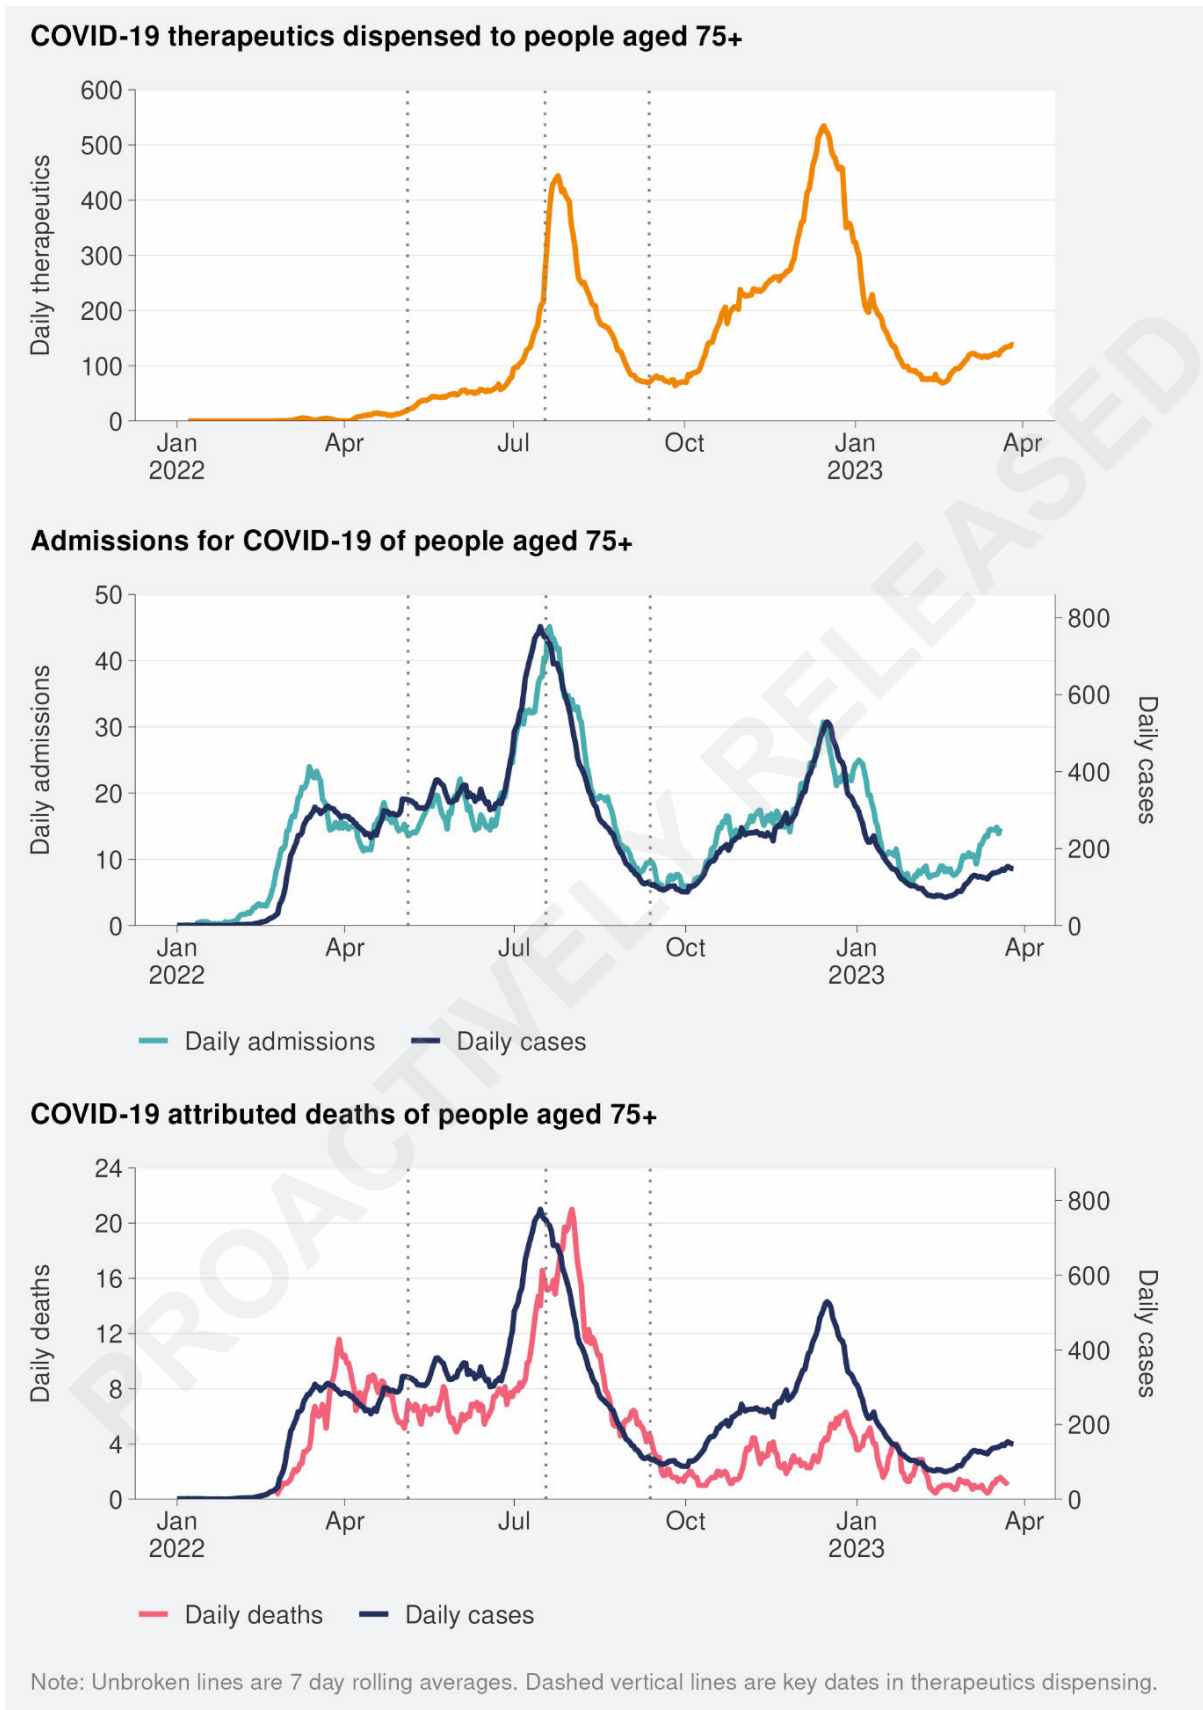 COVID-19 therapeutics dispensed to people aged 75+
Daily therapeutics
600
500
400
300
200
100
0
Jan Apr Jul Oct Jan Apr
2022 2023
Admissions for COVID-19 of people aged 75+
Daily admissions
50
40
30
20
10
0
800
600
400
200
0
Daily cases
Jan Apr Jul Oct Jan Apr
2022 2023
Daily admissions Daily cases
COVID-19 attributed deaths of people aged 75+
Daily deaths
24
20
16
12
8
4
0
800
600
400
200
0
Daily cases
Jan Apr Jul Oct Jan Apr
2022 2023
Daily deaths Daily cases
Note: Unbroken lines are 7 day rolling averages. Dashed vertical lines are key dates in therapeutics dispensing.
PROACTIVELY RELEASED